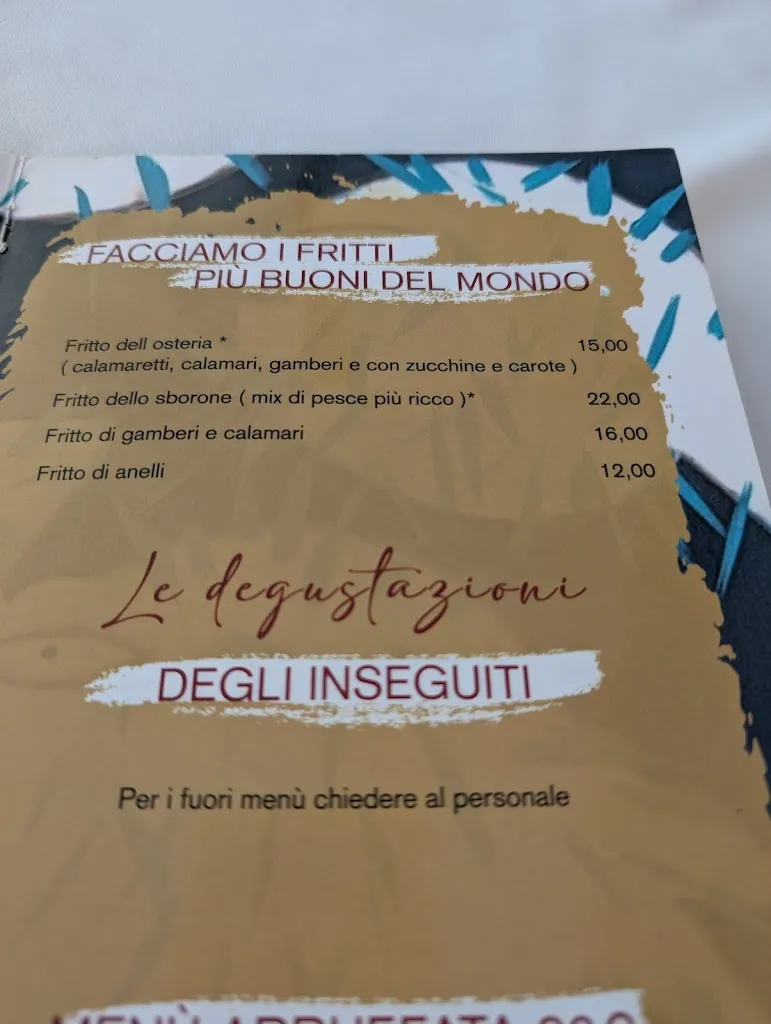 FACCIAMO I FRITTI
PIÙ BUONI DEL MONDO
Fritto dell osteria * 15,00
( calamaretti, calamari, gamberi e con zucchine e carote )
Fritto dello sborone ( mix di pesce più ricco )* 22,00
Fritto di gamberi e calamari 16,00
Fritto di anelli 12,00
Le degustazioni
DEGLI INSEGUITI
Per i fuori menù chiedere al personale
MENÙ